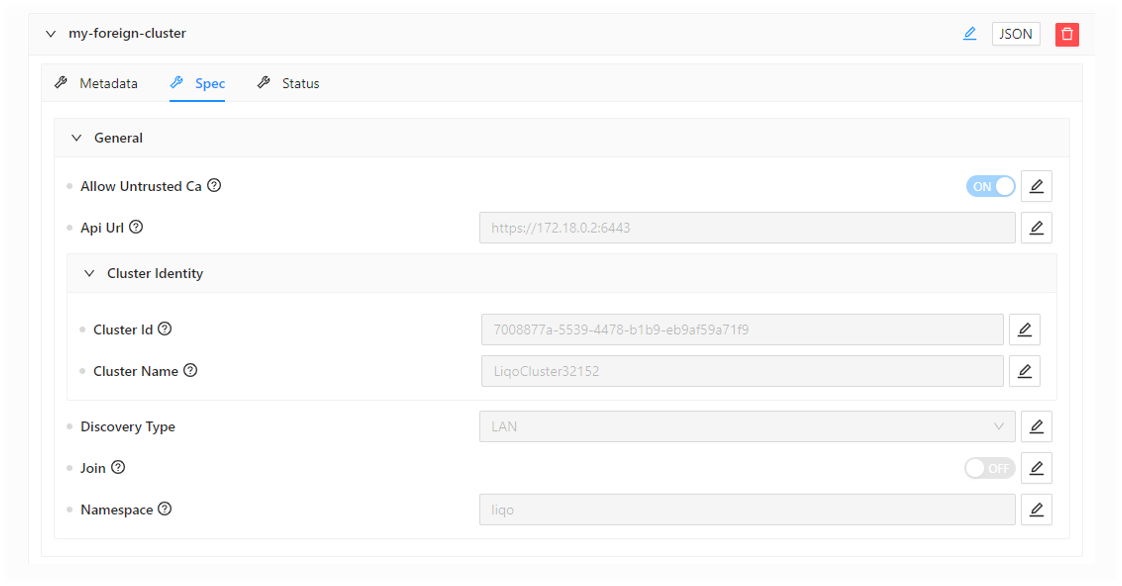 my-foreign-cluster JSON
Metadata Spec Status
General
Allow Untrusted Ca ON
Api Url https://172.18.0.2:6443
Cluster Identity
Cluster Id 7008877a-5539-4478-b1b9-eb9af59a71f9
Cluster Name LiqoCluster32152
Discovery Type LAN
Join OFF
Namespace liqo